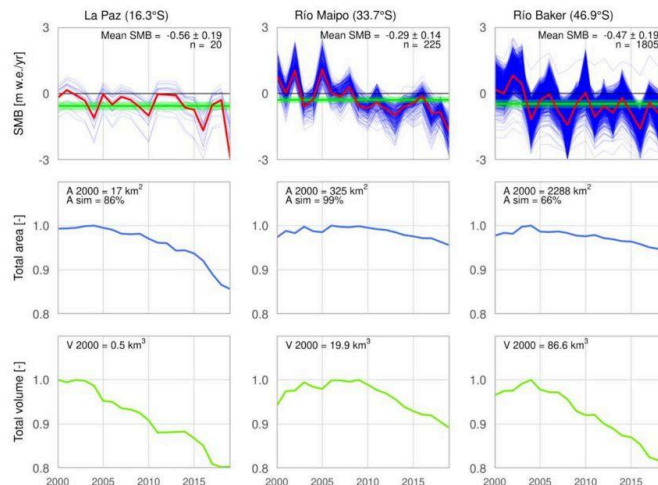 La Paz (16.3°S)
Río Maipo (33.7°S)
Río Baker (46.9°S)
SMB [m w.e./yr]
3
0
-3
Mean SMB = -0.56 ± 0.19
n = 20
3
0
-3
Mean SMB = -0.29 ± 0.14
n = 225
3
0
-3
Mean SMB = -0.47 ± 0.19
n = 1805
Total area [-]
1.0
0.9
0.8
A 2000 = 17 km²
A sim = 86%
1.0
0.9
0.8
A 2000 = 325 km²
A sim = 99%
1.0
0.9
0.8
A 2000 = 2288 km²
A sim = 66%
Total volume [-]
1.0
0.9
0.8
V 2000 = 0.5 km³
1.0
0.9
0.8
V 2000 = 19.9 km³
1.0
0.9
0.8
V 2000 = 86.6 km³
2000 2005 2010 2015
2000 2005 2010 2015
2000 2005 2010 2015